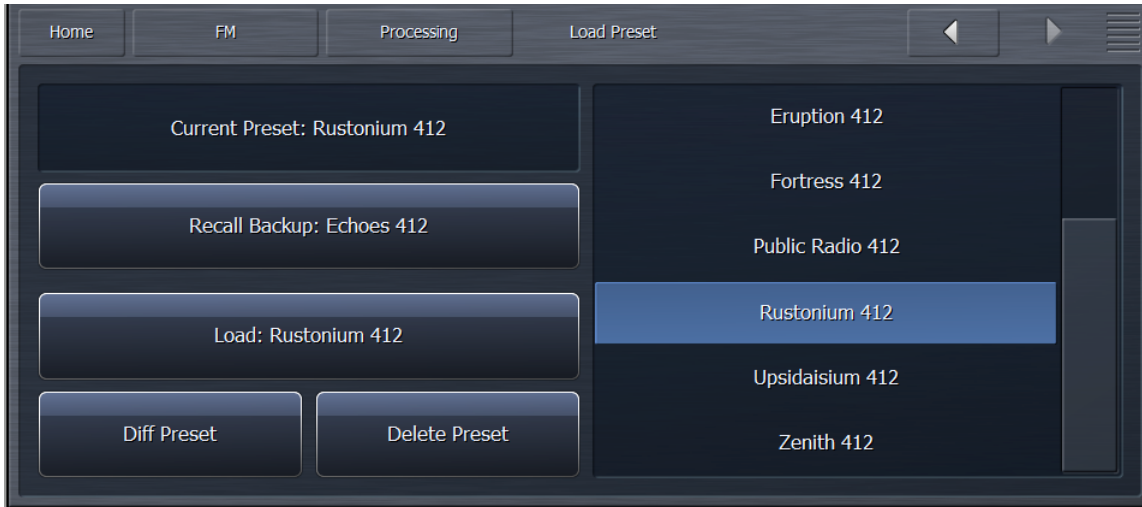 Home
FM
Processing
Load Preset
Current Preset: Rustonium 412
Recall Backup: Echoes 412
Load: Rustonium 412
Diff Preset
Delete Preset
Eruption 412
Fortress 412
Public Radio 412
Rustonium 412
Upsidaisium 412
Zenith 412